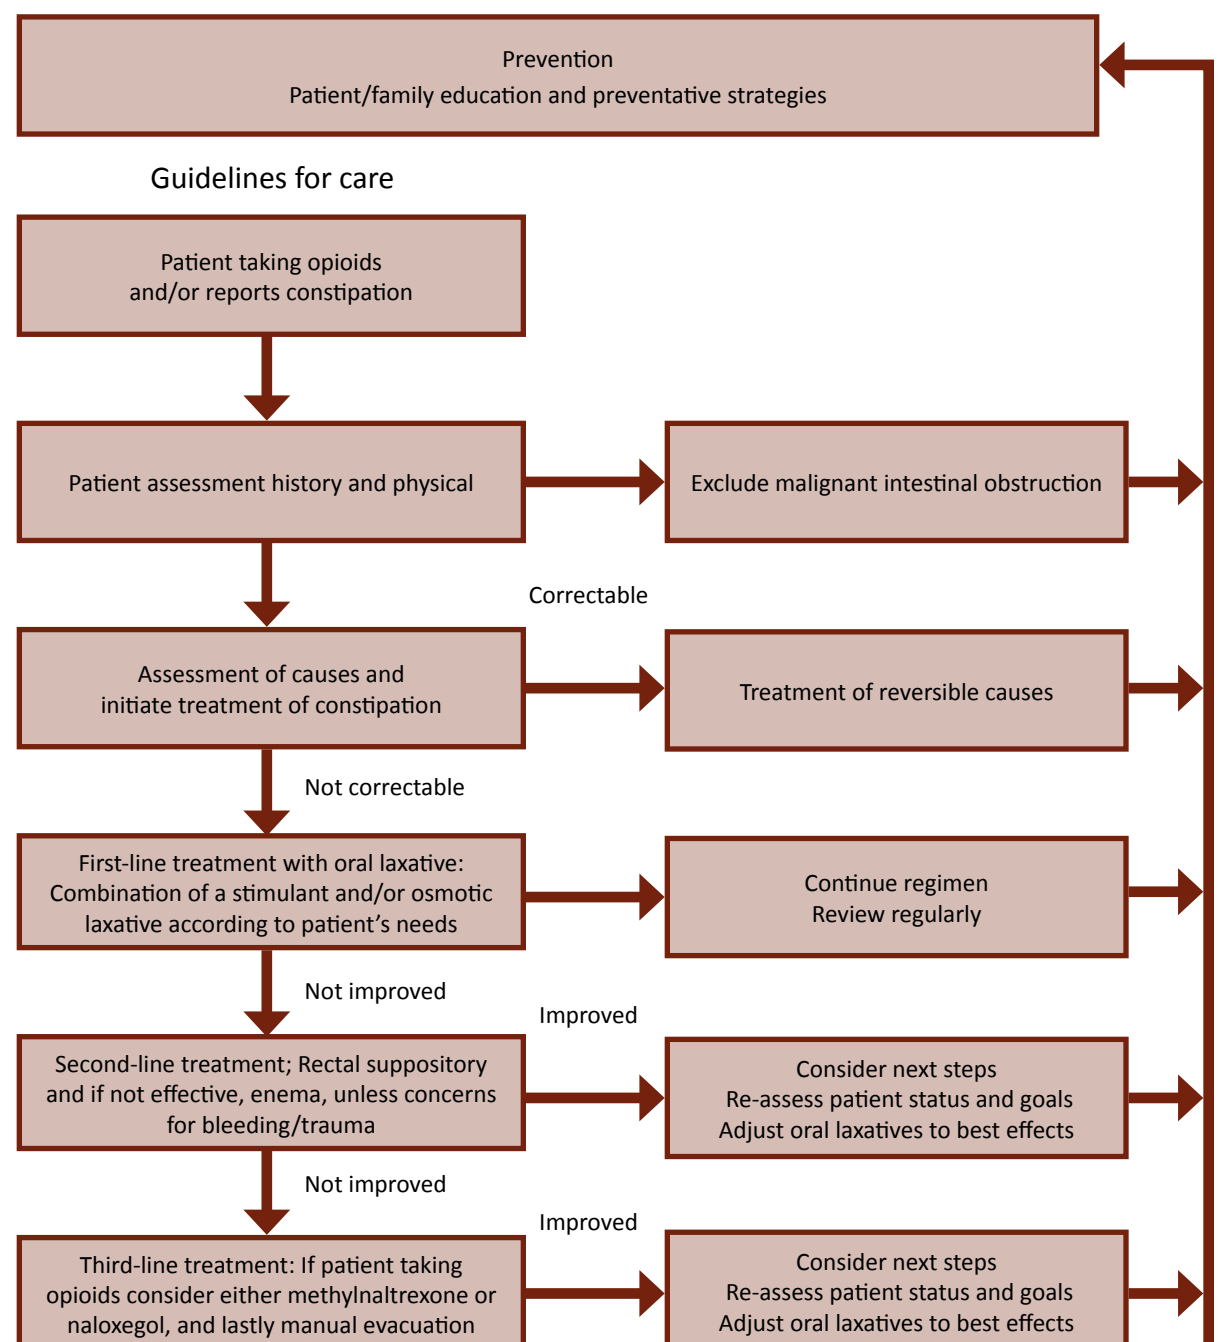 Prevention
Patient/family education and preventative strategies
Guidelines for care
Patient taking opioids
and/or reports constipation
Patient assessment history and physical
Exclude malignant intestinal obstruction
Correctable
Assessment of causes and
initiate treatment of constipation
Treatment of reversible causes
Not correctable
First-line treatment with oral laxative:
Combination of a stimulant and/or osmotic
laxative according to patient's needs
Continue regimen
Review regularly
Not improved
Improved
Second-line treatment; Rectal suppository
and if not effective, enema, unless concerns
for bleeding/trauma
Consider next steps
Re-assess patient status and goals
Adjust oral laxatives to best effects
Not improved
Improved
Third-line treatment: If patient taking
opioids consider either methylnaltrexone or
naloxegol, and lastly manual evacuation
Consider next steps
Re-assess patient status and goals
Adjust oral laxatives to best effects